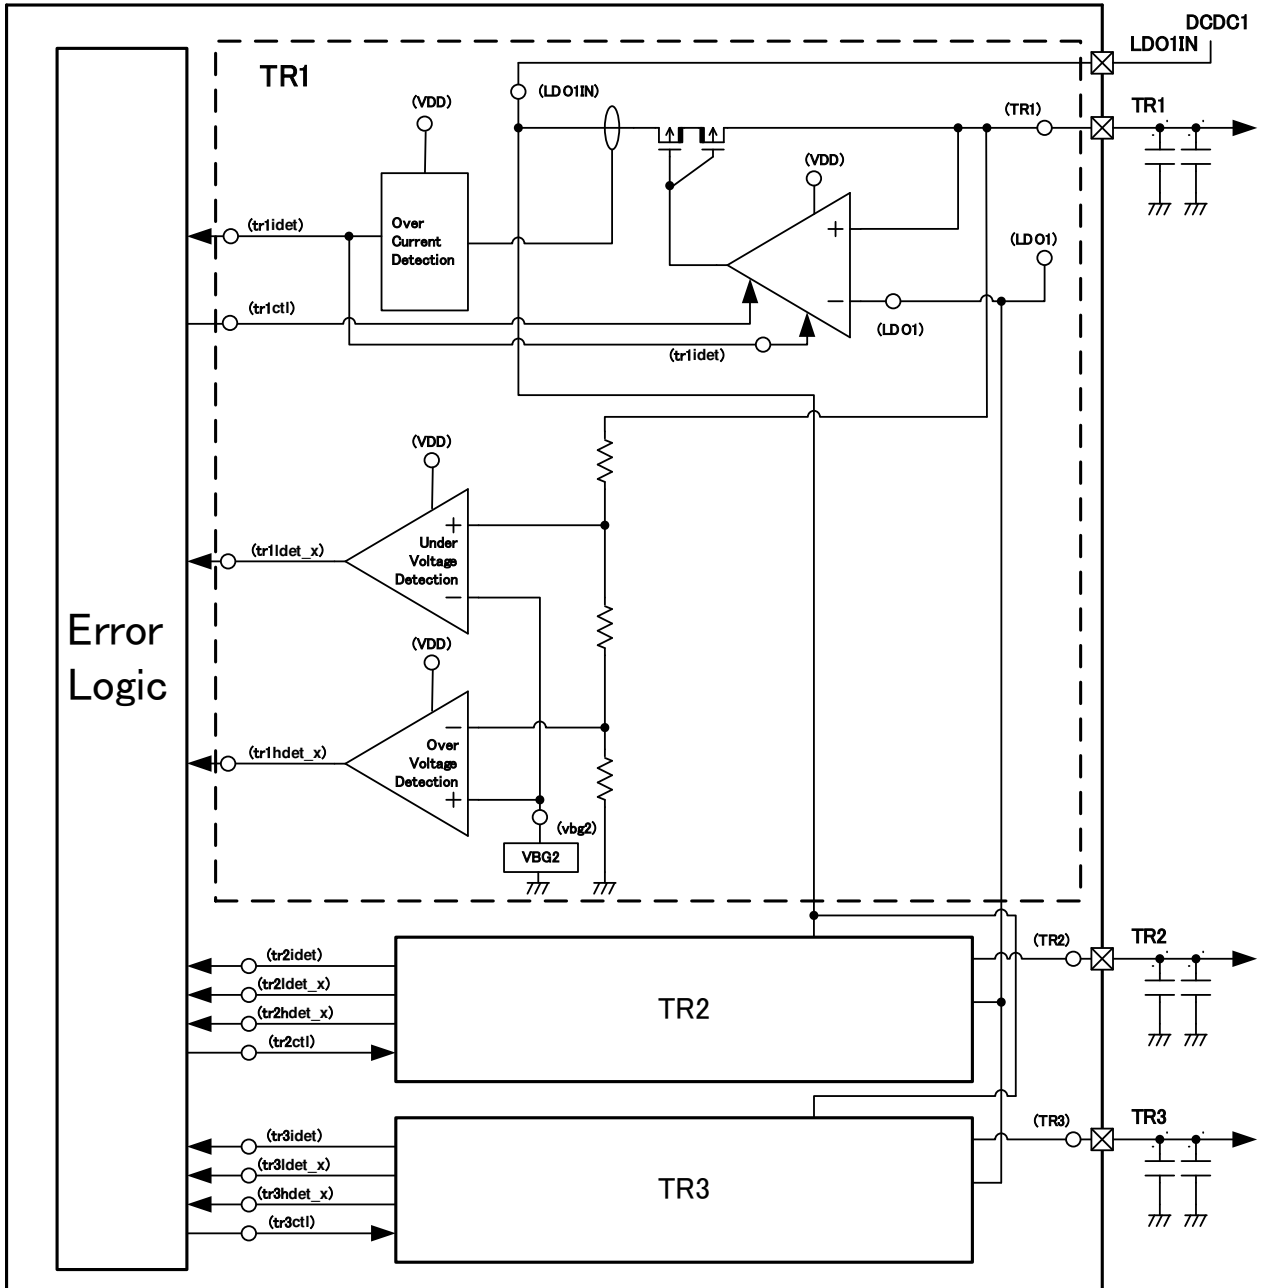 DCDC1
LDO1IN
TR1
(LDO1IN)
(VDD)
(TR1)
TR1
(VDD)
(tr1idet)
Over
Current
Detection
+
(LDO1)
(tr1ctl)
−
(LDO1)
(tr1idet)
(VDD)
+
Under
Voltage
Detection
−
(tr1ldet_x)
Error
Logic
(VDD)
−
Over
Voltage
Detection
+
(tr1hdet_x)
(vbg2)
VBG2
(TR2)
TR2
(tr2idet)
(tr2ldet_x)
(tr2hdet_x)
(tr2ctl)
TR2
(TR3)
TR3
(tr3idet)
(tr3ldet_x)
(tr3hdet_x)
(tr3ctl)
TR3